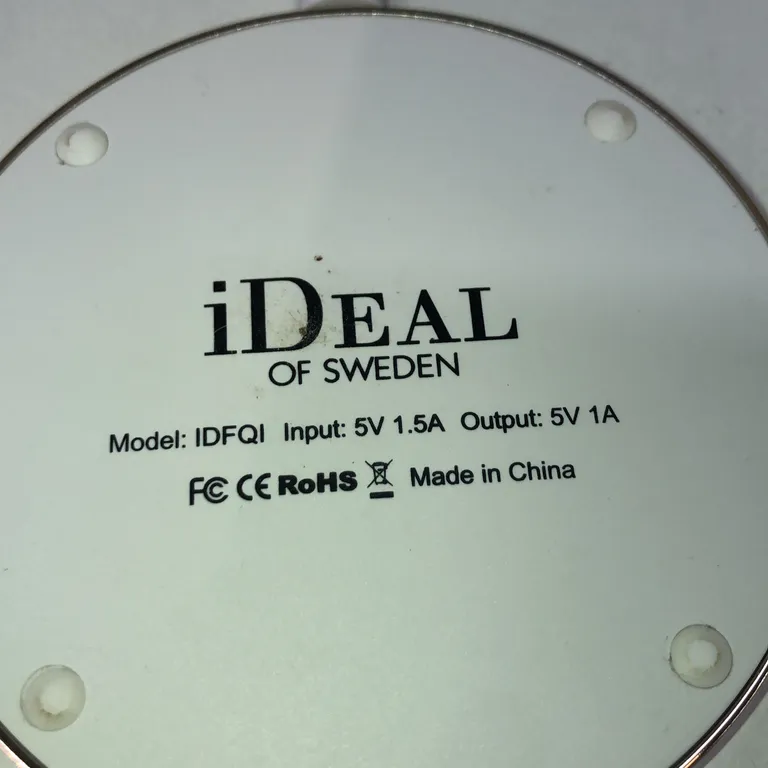 iDEAL
OF SWEDEN
Model: IDFQI Input: 5V 1.5A Output: 5V 1A
FC CE RoHS Made in China